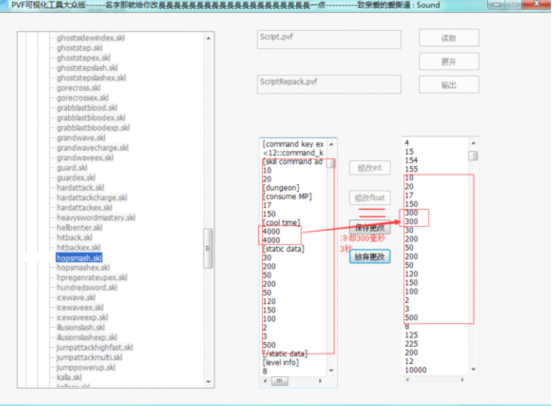 PVF可视化工具大众版------名字那就给你改長長長長長長長長長長長長長長長長長長長長一点----------致亲爱的爱撕逼 : Sound
ghostsidewindex.skl
ghoststep.skl
ghoststepex.skl
ghoststepslash.skl
ghoststepslashex.skl
gorecross.skl
gorecrossex.skl
grabblastblood.skl
grabblastbloodex.skl
grabblastbloodexp.skl
grandwave.skl
grandwavecharge.skl
grandwaveex.skl
guard.skl
guardex.skl
hardattack.skl
hardattackcharge.skl
hardattackex.skl
heavyswordmastery.skl
hellbenter.skl
hitback.skl
hitbackex.skl
hopsmash.skl
hopsmashex.skl
hpregenrateupex.skl
hundredsword.skl
icewave.skl
icewaveex.skl
icewaveexp.skl
illusionslash.skl
illusionslashexp.skl
jumpattackhighfast.skl
jumpattackmulti.skl
jumppowerup.skl
kalla.skl
Script.pvf
ScriptRepack.pvf
读取
展开
输出
[command key ex
<12::command_k
[skill command ad
10
20
[dungeon]
[consume MP]
17
150
[cool time]
4000
4000
[static data]
30
200
50
200
50
120
150
100
2
3
500
[/static data]
[level info]
8
修改int
修改float
保存更改
冷却300毫秒
3秒
放弃更改
4
15
154
155
10
20
17
150
300
300
30
200
50
200
50
120
150
100
2
3
500
8
125
225
200
12
10000